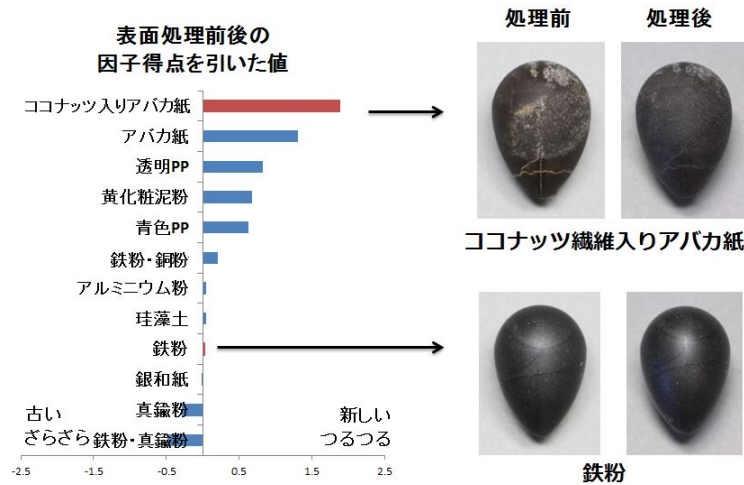 表面処理前後の
因子得点を引いた値
処理前
処理後
ココナッツ入りアバカ紙
アバカ紙
透明PP
黄化粧泥粉
青色PP
鉄粉・銅粉
アルミニウム粉
珪藻土
鉄粉
銀和紙
真鍮粉
鉄粉・真鍮粉
古い
ざらざら
新しい
つるつる
-2.5
-1.5
-0.5
0.5
1.5
2.5
ココナッツ繊維入りアバカ紙
鉄粉